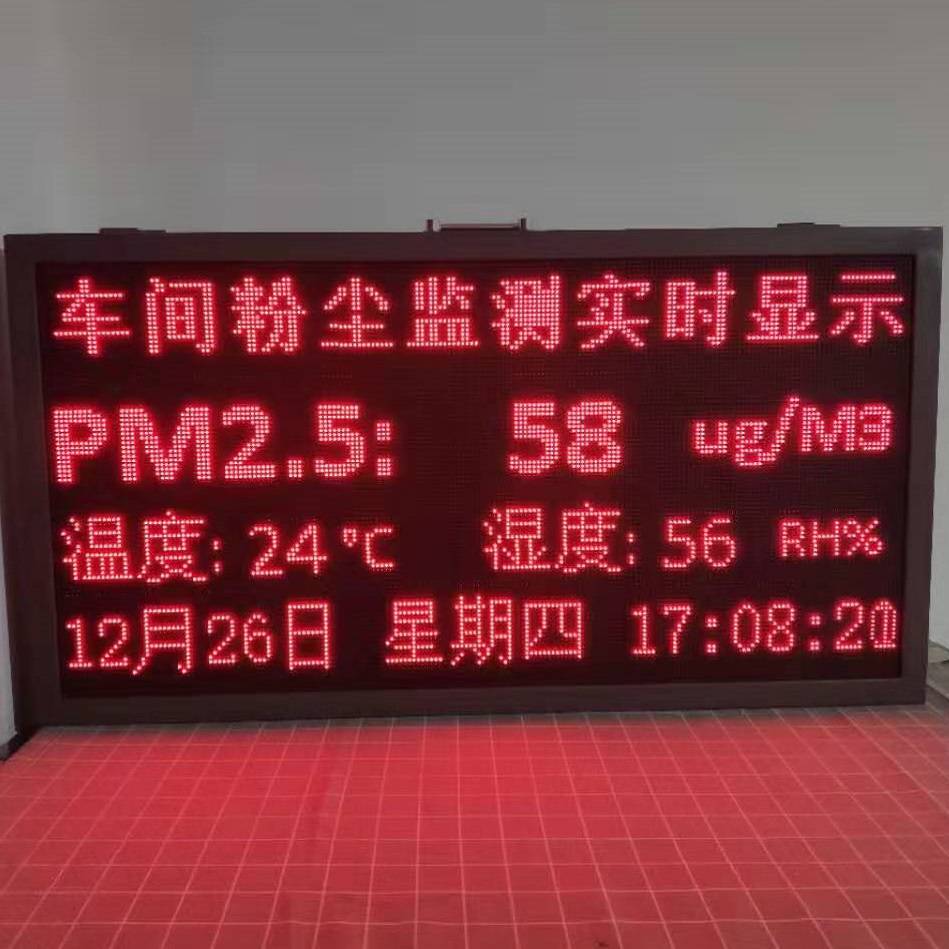 车间粉尘监测实时显示
PM2.5: 58 ug/M3
温度: 24℃ 湿度: 56 RH%
12月26日 星期四 17:08:20